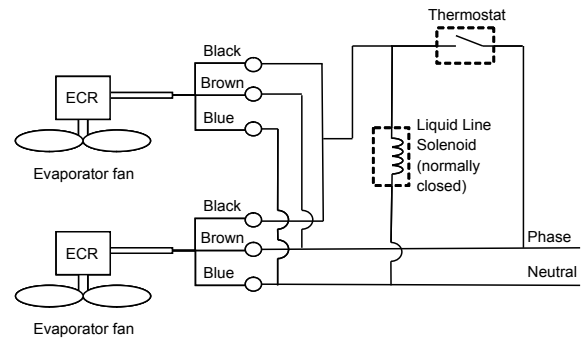 Thermostat
Black
Brown
ECR
Blue
Evaporator fan
Liquid Line
Solenoid
(normally
closed)
Black
Brown
ECR
Blue
Evaporator fan
Phase
Neutral